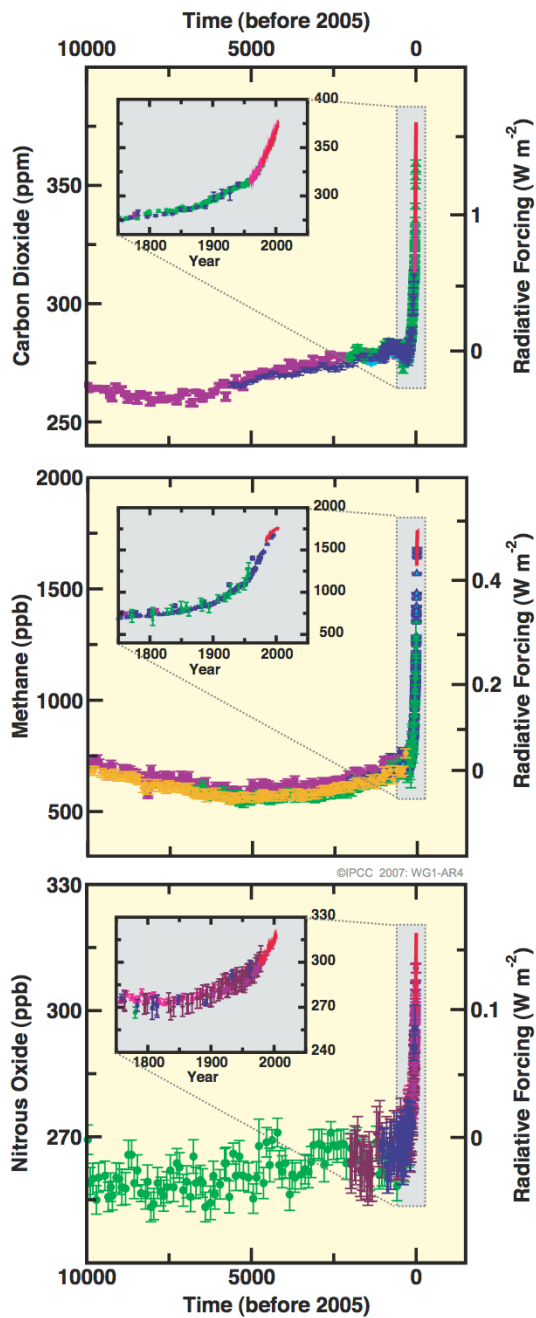 Time (before 2005)
10000 5000 0
Carbon Dioxide (ppm)
350
300
250
400
350
300
1800 1900 2000
Year
Radiative Forcing (W m-2)
1
0
Methane (ppb)
2000
1500
1000
500
2000
1500
1000
500
1800 1900 2000
Year
Radiative Forcing (W m-2)
0.4
0.2
0
©IPCC 2007: WG1-AR4
Nitrous Oxide (ppb)
330
300
270
330
300
270
240
1800 1900 2000
Year
Radiative Forcing (W m-2)
0.1
0
10000 5000 0
Time (before 2005)